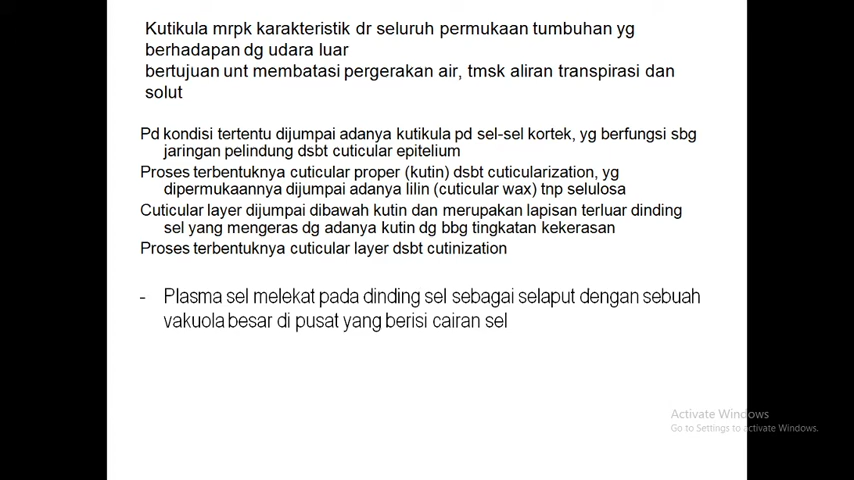 Kutikula mrpk karakteristik dr seluruh permukaan tumbuhan yg
berhadapan dg udara luar
bertujuan unt membatasi pergerakan air, tmsk aliran transpirasi dan
solut
Pd kondisi tertentu dijumpai adanya kutikula pd sel-sel kortek, yg berfungsi sbg
jaringan pelindung dsbt cuticular epitelium
Proses terbentuknya cuticular proper (kutin) dsbt cuticularization, yg
dipermukaannya dijumpai adanya lilin (cuticular wax) tnp selulosa
Cuticular layer dijumpai dibawah kutin dan merupakan lapisan terluar dinding
sel yang mengeras dg adanya kutin dg bbg tingkatan kekerasan
Proses terbentuknya cuticular layer dsbt cutinization
- Plasma sel melekat pada dinding sel sebagai selaput dengan sebuah
vakuola besar di pusat yang berisi cairan sel
Activate Windows
Go to Settings to activate Windows.